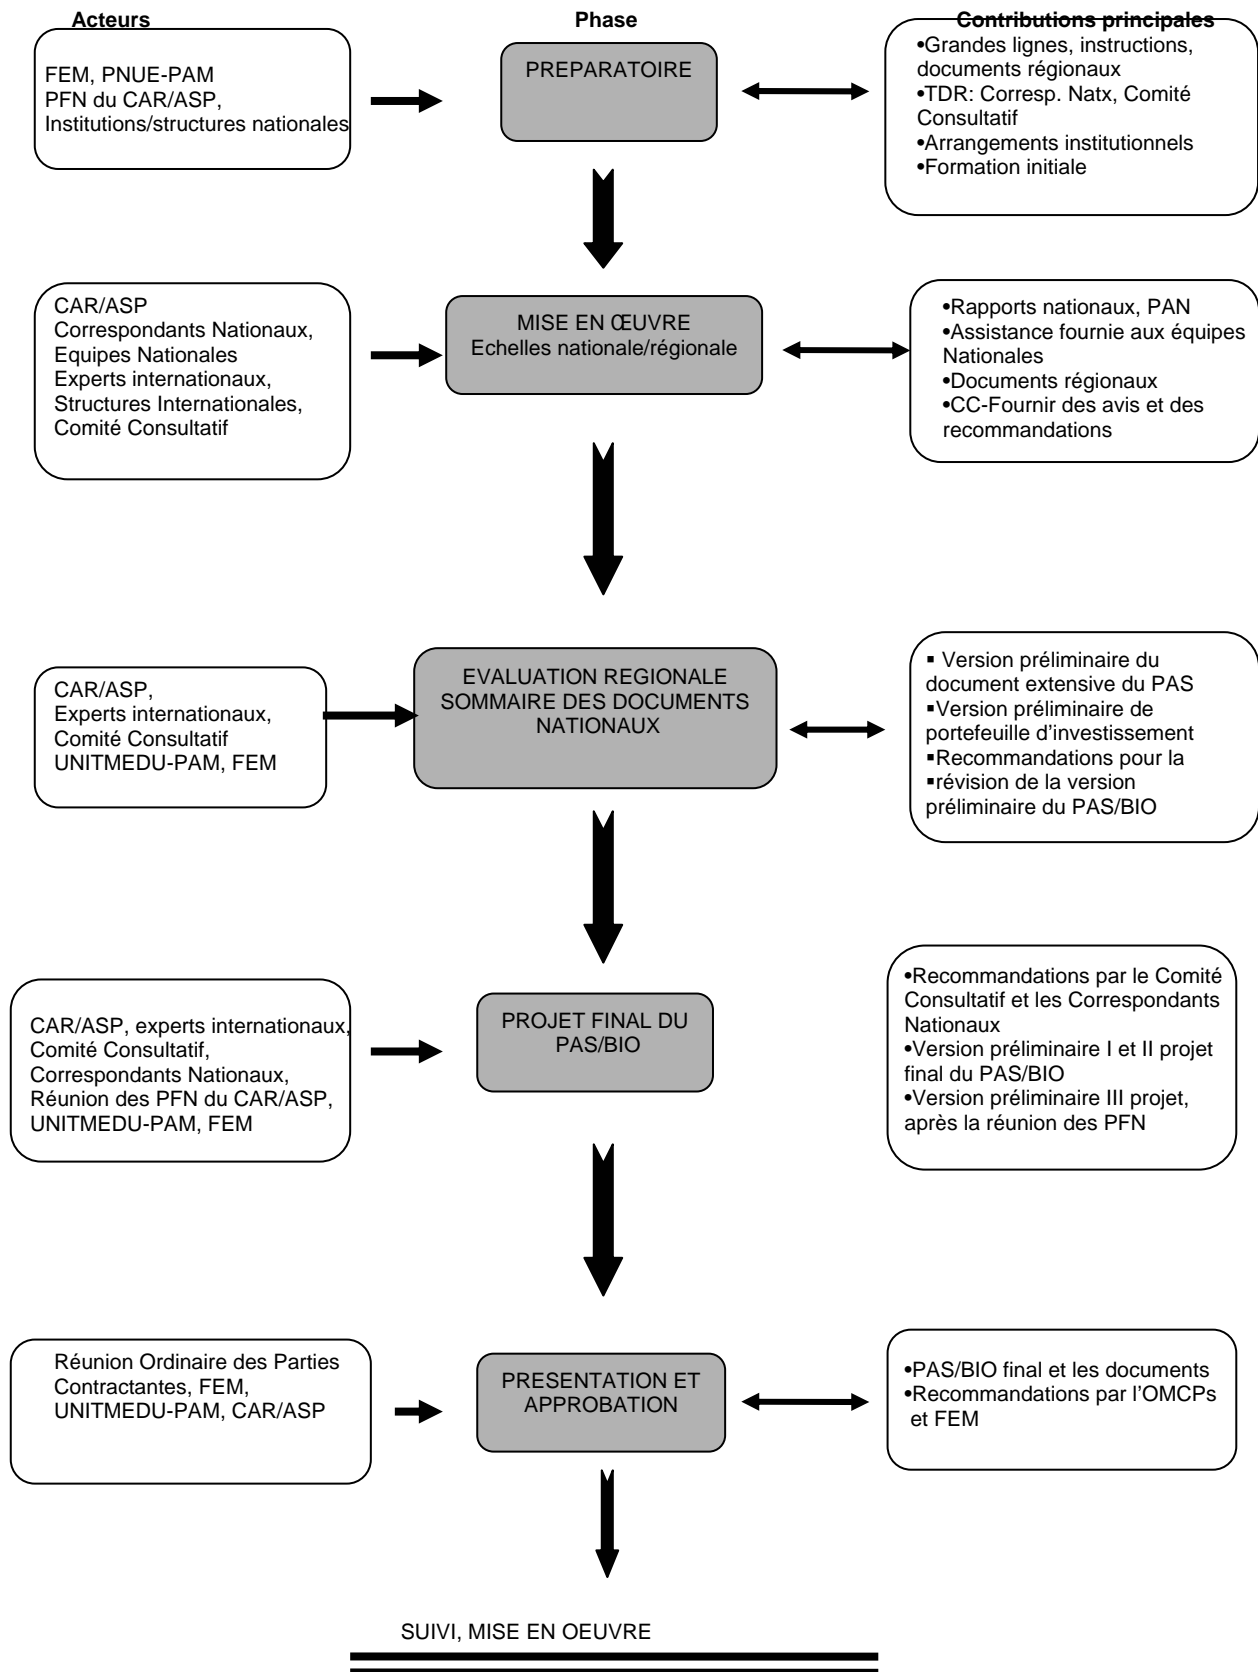 Acteurs
Phase
Contributions principales
FEM, PNUE-PAM
PFN du CAR/ASP,
Institutions/structures nationales
PREPARATOIRE
•Grandes lignes, instructions,
documents régionaux
•TDR: Corresp. Natx, Comité
Consultatif
•Arrangements institutionnels
•Formation initiale
CAR/ASP
Correspondants Nationaux,
Equipes Nationales
Experts internationaux,
Structures Internationales,
Comité Consultatif
MISE EN ŒUVRE
Echelles nationale/régionale
•Rapports nationaux, PAN
•Assistance fournie aux équipes
Nationales
•Documents régionaux
•CC-Fournir des avis et des
recommandations
CAR/ASP,
Experts internationaux,
Comité Consultatif
UNITMEDU-PAM, FEM
EVALUATION REGIONALE
SOMMAIRE DES DOCUMENTS
NATIONAUX
▪ Version préliminaire du
document extensive du PAS
▪Version préliminaire de
portefeuille d’investissement
▪Recommandations pour la
▪révision de la version
préliminaire du PAS/BIO
CAR/ASP, experts internationaux,
Comité Consultatif,
Correspondants Nationaux,
Réunion des PFN du CAR/ASP,
UNITMEDU-PAM, FEM
PROJET FINAL DU
PAS/BIO
•Recommandations par le Comité
Consultatif et les Correspondants
Nationaux
•Version préliminaire I et II projet
final du PAS/BIO
•Version préliminaire III projet,
après la réunion des PFN
Réunion Ordinaire des Parties
Contractantes, FEM,
UNITMEDU-PAM, CAR/ASP
PRESENTATION ET
APPROBATION
•PAS/BIO final et les documents
•Recommandations par l’OMCPs
et FEM
SUIVI, MISE EN OEUVRE